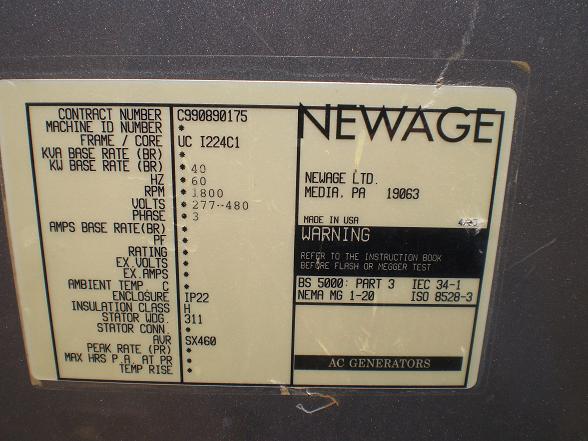 CONTRACT NUMBER C990890175
MACHINE ID NUMBER *
FRAME / CORE UC I224C1
KVA BASE RATE (BR) *
KW BASE RATE (BR) * 40
HZ * 60
RPM * 1800
VOLTS * 277--480
PHASE * 3
AMPS BASE RATE(BR) *
PF *
RATING *
EX.VOLTS *
EX.AMPS *
AMBIENT TEMP. C *
ENCLOSURE IP22
INSULATION CLASS H
STATOR WDG. 311
STATOR CONN. *
AVR SX460
PEAK RATE (PR) *
MAX HRS P.A. AT PR *
TEMP RISE *
NEWAGE
NEWAGE LTD.
MEDIA, PA 19063
MADE IN USA
WARNING
REFER TO THE INSTRUCTION BOOK
BEFORE FLASH OR MEGGER TEST
BS 5000: PART 3 IEC 34-1
NEMA MG 1-20 ISO 8528-3
AC GENERATORS